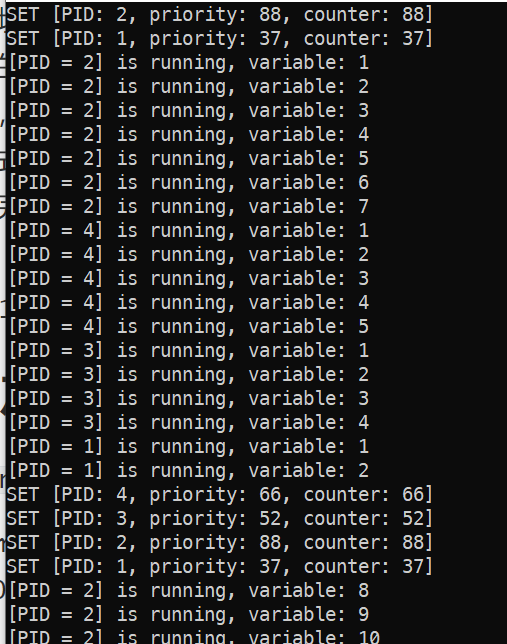 SET [PID: 2, priority: 88, counter: 88]
SET [PID: 1, priority: 37, counter: 37]
[PID = 2] is running, variable: 1
[PID = 2] is running, variable: 2
[PID = 2] is running, variable: 3
[PID = 2] is running, variable: 4
[PID = 2] is running, variable: 5
[PID = 2] is running, variable: 6
[PID = 2] is running, variable: 7
[PID = 4] is running, variable: 1
[PID = 4] is running, variable: 2
[PID = 4] is running, variable: 3
[PID = 4] is running, variable: 4
[PID = 4] is running, variable: 5
[PID = 3] is running, variable: 1
[PID = 3] is running, variable: 2
[PID = 3] is running, variable: 3
[PID = 3] is running, variable: 4
[PID = 1] is running, variable: 1
[PID = 1] is running, variable: 2
SET [PID: 4, priority: 66, counter: 66]
SET [PID: 3, priority: 52, counter: 52]
SET [PID: 2, priority: 88, counter: 88]
SET [PID: 1, priority: 37, counter: 37]
[PID = 2] is running, variable: 8
[PID = 2] is running, variable: 9
[PID = 2] is running, variable: 10